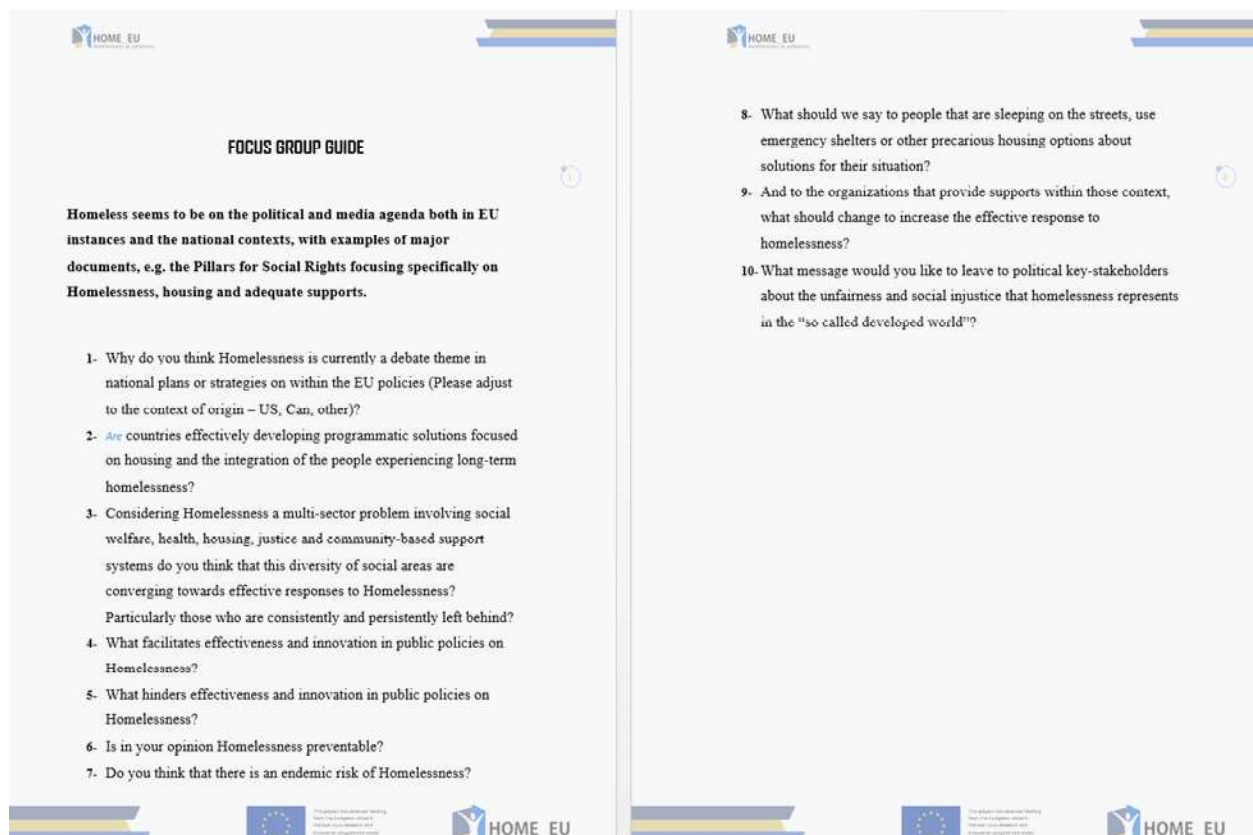 HOME_EU
FOCUS GROUP GUIDE
Homeless seems to be on the political and media agenda both in EU
instances and the national contexts, with examples of major
documents, e.g. the Pillars for Social Rights focusing specifically on
Homelessness, housing and adequate supports.
1- Why do you think Homelessness is currently a debate theme in
national plans or strategies on within the EU policies (Please adjust
to the context of origin – US, Can, other)?
2- Are countries effectively developing programmatic solutions focused
on housing and the integration of the people experiencing long-term
homelessness?
3- Considering Homelessness a multi-sector problem involving social
welfare, health, housing, justice and community-based support
systems do you think that this diversity of social areas are
converging towards effective responses to Homelessness?
Particularly those who are consistently and persistently left behind?
4- What facilitates effectiveness and innovation in public policies on
Homelessness?
5- What hinders effectiveness and innovation in public policies on
Homelessness?
6- Is in your opinion Homelessness preventable?
7- Do you think that there is an endemic risk of Homelessness?
HOME_EU
HOME_EU
8- What should we say to people that are sleeping on the streets, use
emergency shelters or other precarious housing options about
solutions for their situation?
9- And to the organizations that provide supports within those context,
what should change to increase the effective response to
homelessness?
10- What message would you like to leave to political key-stakeholders
about the unfairness and social injustice that homelessness represents
in the “so called developed world”?
HOME_EU